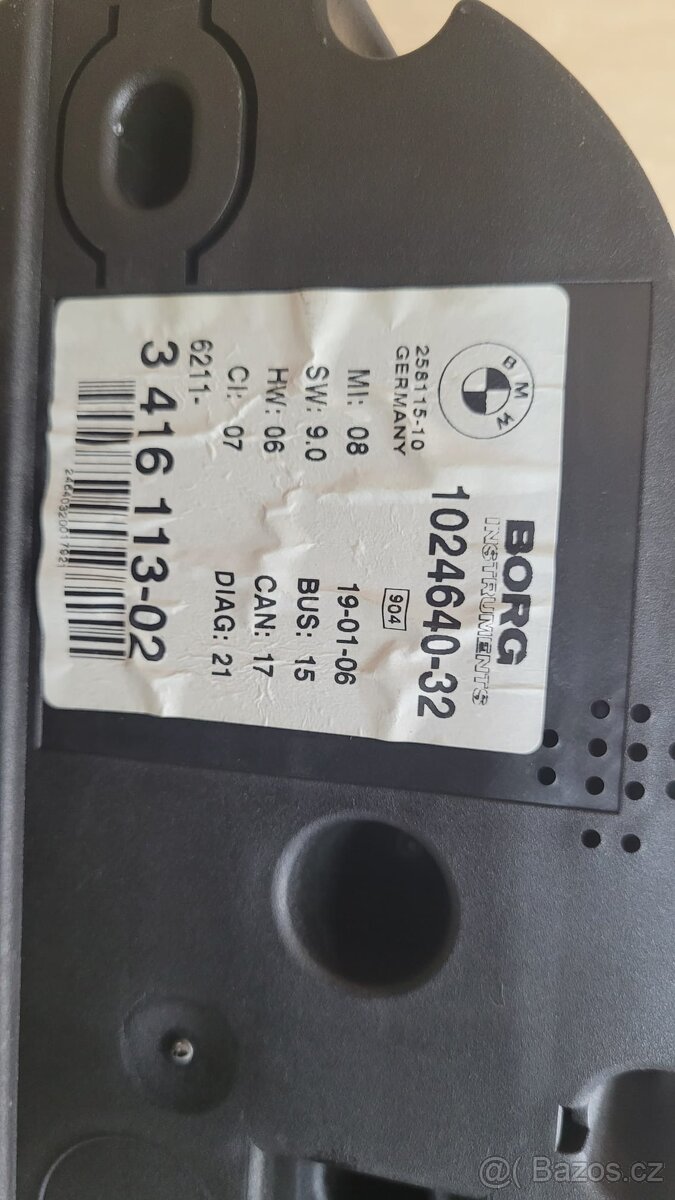 BMW
BORG
INSTRUMENTS
258115-10
GERMANY
1024640-32
904
MI: 08
19-01-06
SW: 9.0
BUS: 15
HW: 06
CAN: 17
CI: 07
DIAG: 21
6211-
3 416 113-02
@( Bazos.cz